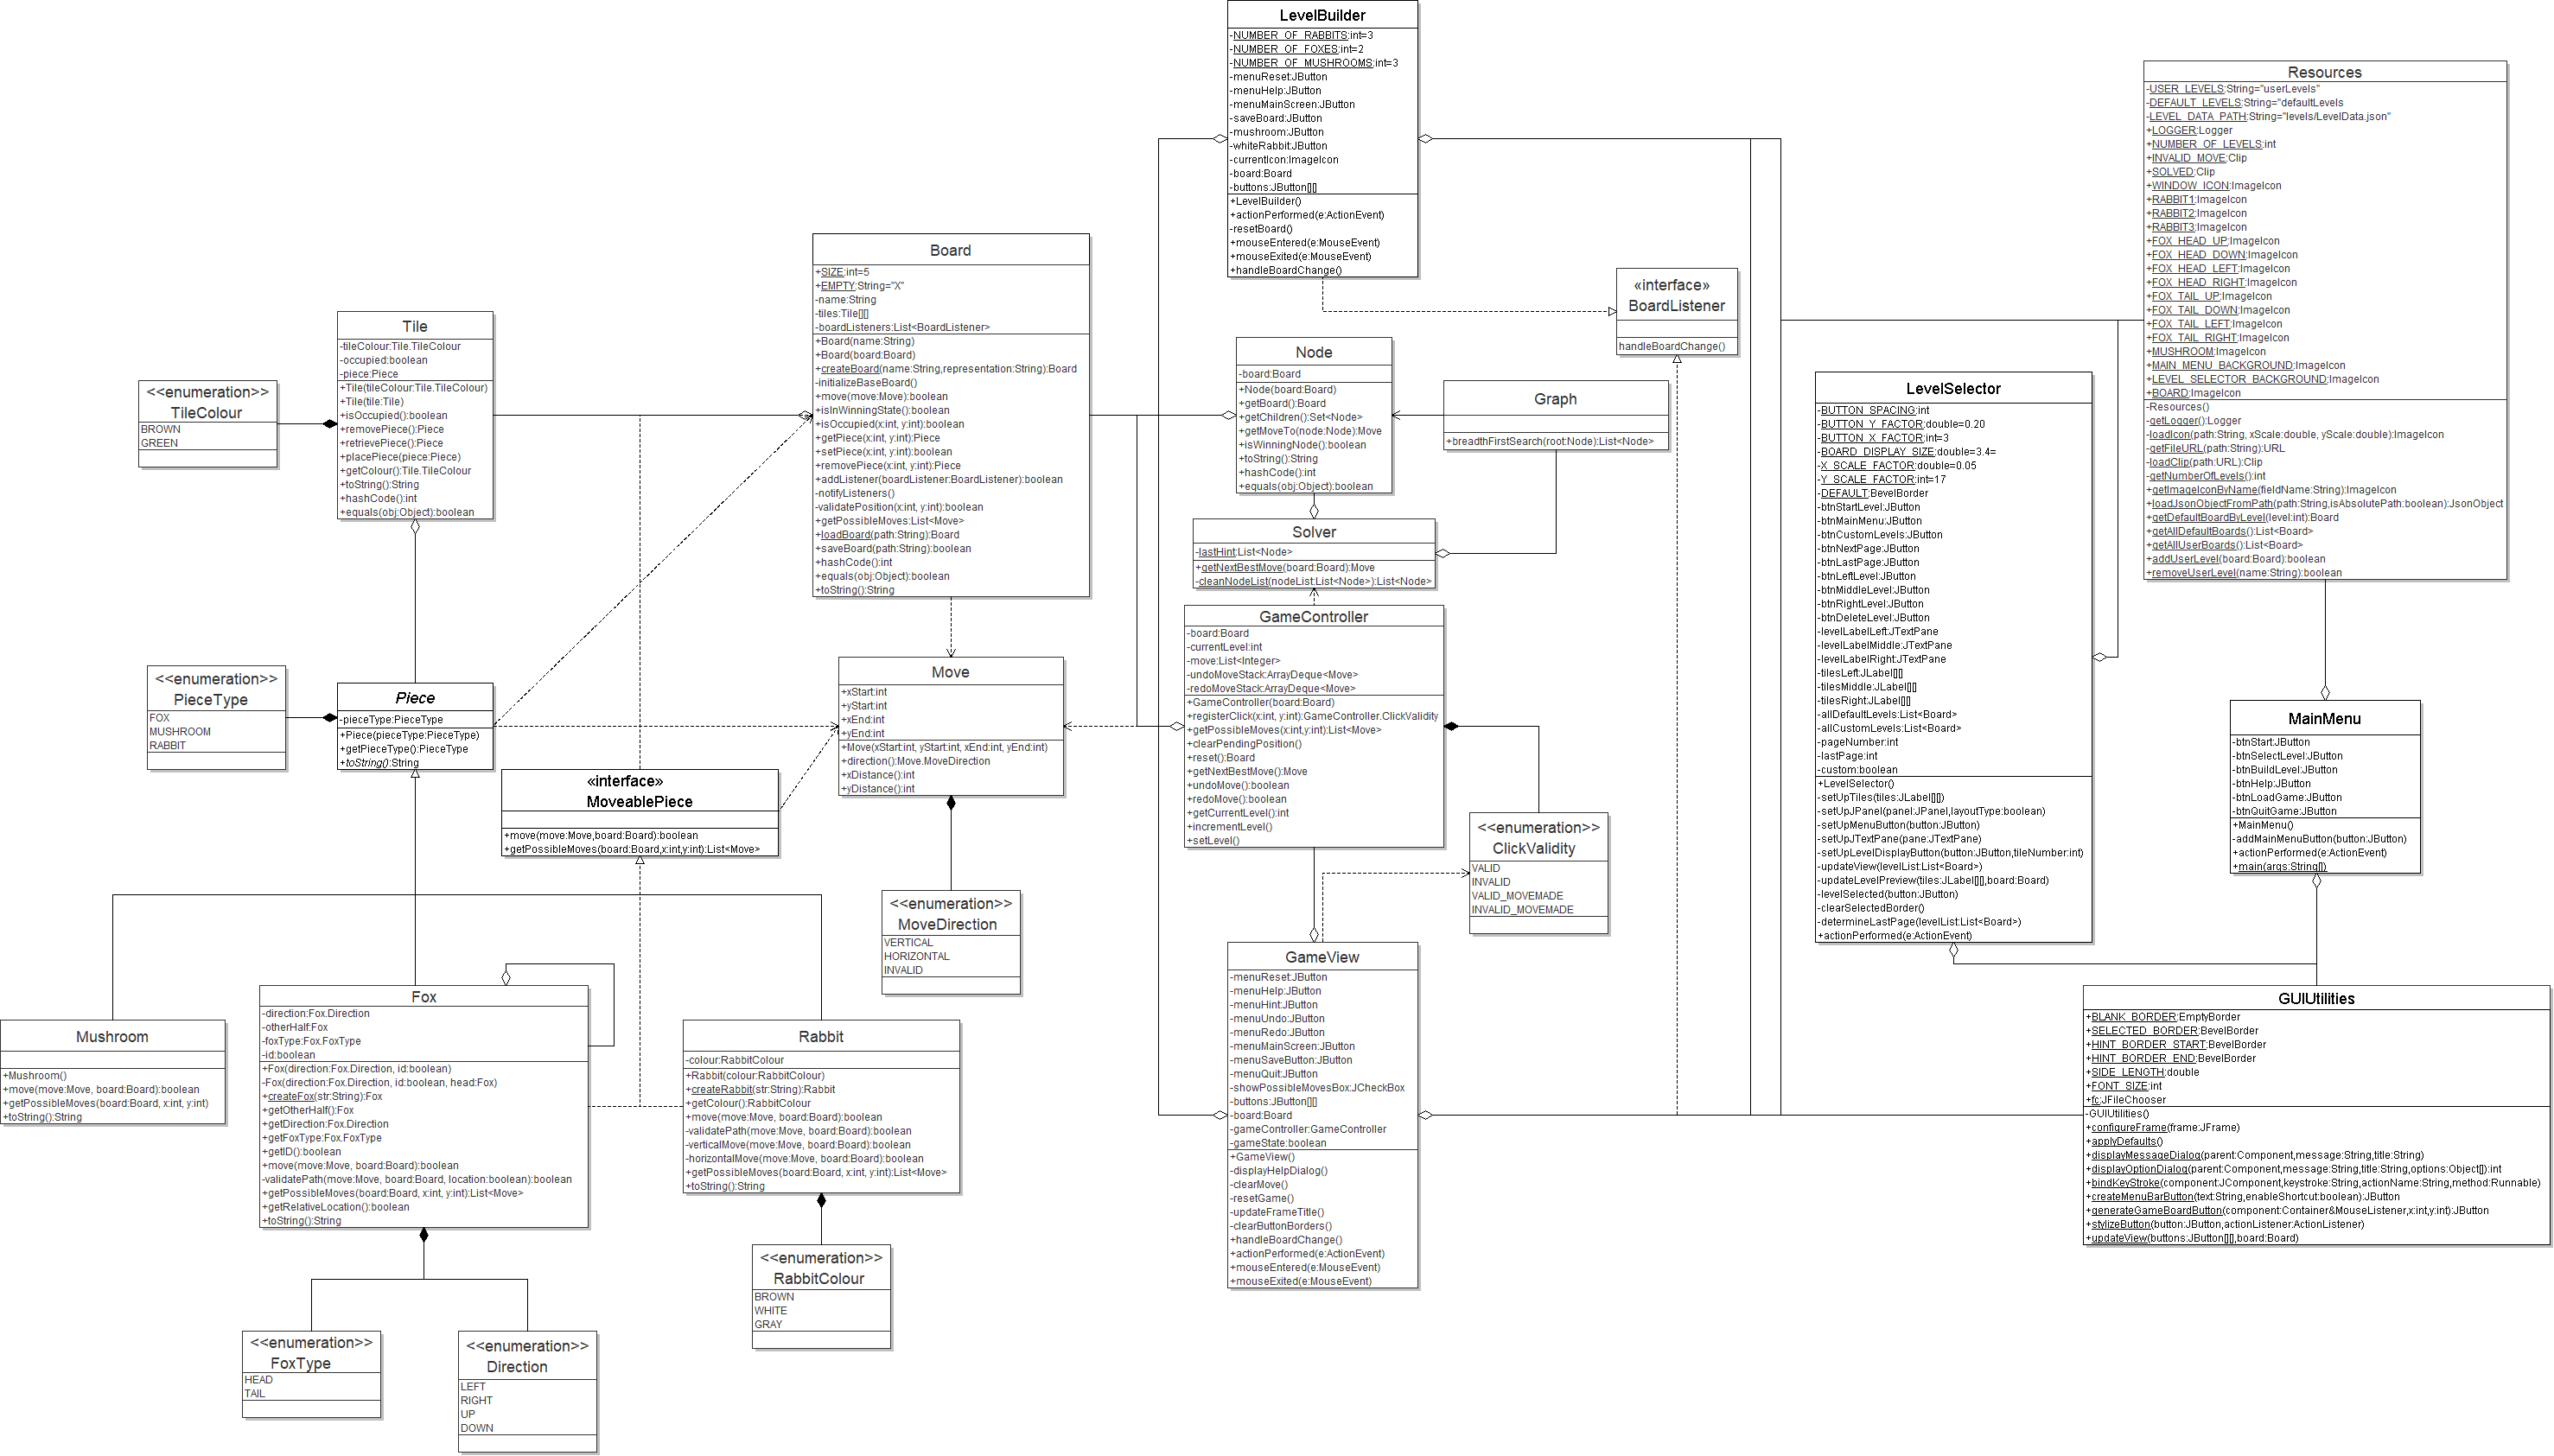 LevelBuilder
-NUMBER_OF_RABBITS:int=3
-NUMBER_OF_FOXES:int=2
-NUMBER_OF_MUSHROOMS:int=3
-menuReset:JButton
-menuHelp:JButton
-menuMainScreen:JButton
-saveBoard:JButton
-mushroom:JButton
-whiteRabbit:JButton
-currentIcon:ImageIcon
-board:Board
-buttons:JButton[][]
+LevelBuilder()
+actionPerformed(e:ActionEvent)
-resetBoard()
+mouseEntered(e:MouseEvent)
+mouseExited(e:MouseEvent)
+handleBoardChange()
Resources
-USER_LEVELS:String="userLevels"
-DEFAULT_LEVELS:String="defaultLevels
-LEVEL_DATA_PATH:String="levels/LevelData.json"
+LOGGER:Logger
+NUMBER_OF_LEVELS:int
+INVALID_MOVE:Clip
+SOLVED:Clip
+WINDOW_ICON:ImageIcon
+RABBIT1:ImageIcon
+RABBIT2:ImageIcon
+RABBIT3:ImageIcon
+FOX_HEAD_UP:ImageIcon
+FOX_HEAD_DOWN:ImageIcon
+FOX_HEAD_LEFT:ImageIcon
+FOX_HEAD_RIGHT:ImageIcon
+FOX_TAIL_UP:ImageIcon
+FOX_TAIL_DOWN:ImageIcon
+FOX_TAIL_LEFT:ImageIcon
+FOX_TAIL_RIGHT:ImageIcon
+MUSHROOM:ImageIcon
+MAIN_MENU_BACKGROUND:ImageIcon
+LEVEL_SELECTOR_BACKGROUND:ImageIcon
+BOARD:ImageIcon
-Resources()
-getLogger():Logger
-loadIcon(path:String, xScale:double, yScale:double):ImageIcon
-getFileURL(path:String):URL
-loadClip(path:URL):Clip
-getNumberOfLevels():int
+getImageIconByName(fieldName:String):ImageIcon
+loadJsonObjectFromPath(path:String,isAbsolutePath:boolean):JsonObject
+getDefaultBoardByLevel(level:int):Board
+getAllDefaultBoards():List<Board>
+getAllUserBoards():List<Board>
+addUserLevel(board:Board):boolean
+removeUserLevel(name:String):boolean
Board
+SIZE:int=5
+EMPTY:String="X"
-name:String
-tiles:Tile[][]
-boardListeners:List<BoardListener>
+Board(name:String)
+Board(board:Board)
+createBoard(name:String,representation:String):Board
-initializeBaseBoard()
+move(move:Move):boolean
+isInWinningState():boolean
+isOccupied(x:int, y:int):boolean
+getPiece(x:int, y:int):Piece
+setPiece(x:int, y:int):boolean
+removePiece(x:int, y:int):Piece
+addListener(boardListener:BoardListener):boolean
-notifyListeners()
-validatePosition(x:int, y:int):boolean
+getPossibleMoves:List<Move>
+loadBoard(path:String):Board
+saveBoard(path:String):boolean
+hashCode():int
+equals(obj:Object):boolean
+toString():String
«interface»
BoardListener
handleBoardChange()
Tile
-tileColour:Tile.TileColour
-occupied:boolean
-piece:Piece
+Tile(tileColour:Tile.TileColour)
+Tile(tile:Tile)
+isOccupied():boolean
+removePiece():Piece
+retrievePiece():Piece
+placePiece(piece:Piece)
+getColour():Tile.TileColour
+toString():String
+hashCode():int
+equals(obj:Object):boolean
<<enumeration>>
TileColour
BROWN
GREEN
Node
-board:Board
+Node(board:Board)
+getBoard():Board
+getChildren():Set<Node>
+getMoveTo(node:Node):Move
+isWinningNode():boolean
+toString():String
+hashCode():int
+equals(obj:Object):boolean
Graph
+breadthFirstSearch(root:Node):List<Node>
LevelSelector
-BUTTON_SPACING:int
-BUTTON_Y_FACTOR:double=0.20
-BUTTON_X_FACTOR:int=3
-BOARD_DISPLAY_SIZE:double=3.4=
-X_SCALE_FACTOR:double=0.05
-Y_SCALE_FACTOR:int=17
-DEFAULT:BevelBorder
-btnStartLevel:JButton
-btnMainMenu:JButton
-btnCustomLevels:JButton
-btnNextPage:JButton
-btnLastPage:JButton
-btnLeftLevel:JButton
-btnMiddleLevel:JButton
-btnRightLevel:JButton
-btnDeleteLevel:JButton
-levelLabelLeft:JTextPane
-levelLabelMiddle:JTextPane
-levelLabelRight:JTextPane
-tilesLeft:JLabel[][]
-tilesMiddle:JLabel[][]
-tilesRight:JLabel[][]
-allDefaultLevels:List<Board>
-allCustomLevels:List<Board>
-pageNumber:int
-lastPage:int
-custom:boolean
+LevelSelector()
-setUpTiles(tiles:JLabel[][])
-setUpJPanel(panel:JPanel,layoutType:boolean)
-setUpMenuButton(button:JButton)
-setUpJTextPane(pane:JTextPane)
-setUpLevelDisplayButton(button:JButton,tileNumber:int)
-updateView(levelList:List<Board>)
-updateLevelPreview(tiles:JLabel[][],board:Board)
-levelSelected(button:JButton)
-clearSelectedBorder()
-determineLastPage(levelList:List<Board>)
+actionPerformed(e:ActionEvent)
Solver
-lastHint:List<Node>
+getNextBestMove(board:Board):Move
-cleanNodeList(nodeList:List<Node>):List<Node>
GameController
-board:Board
-currentLevel:int
-move:List<Integer>
-undoMoveStack:ArrayDeque<Move>
-redoMoveStack:ArrayDeque<Move>
+GameController(board:Board)
+registerClick(x:int, y:int):GameController.ClickValidity
+getPossibleMoves(x:int,y:int):List<Move>
+clearPendingPosition()
+reset():Board
+getNextBestMove():Move
+undoMove():boolean
+redoMove():boolean
+getCurrentLevel():int
+incrementLevel()
+setLevel()
<<enumeration>>
PieceType
FOX
MUSHROOM
RABBIT
Piece
-pieceType:PieceType
+Piece(pieceType:PieceType)
+getPieceType():PieceType
+toString():String
Move
+xStart:int
+yStart:int
+xEnd:int
+yEnd:int
+Move(xStart:int, yStart:int, xEnd:int, yEnd:int)
+direction():Move.MoveDirection
+xDistance():int
+yDistance():int
«interface»
MoveablePiece
+move(move:Move,board:Board):boolean
+getPossibleMoves(board:Board,x:int,y:int):List<Move>
MainMenu
-btnStart:JButton
-btnSelectLevel:JButton
-btnBuildLevel:JButton
-btnHelp:JButton
-btnLoadGame:JButton
-btnQuitGame:JButton
+MainMenu()
-addMainMenuButton(button:JButton)
+actionPerformed(e:ActionEvent)
+main(args:String[])
<<enumeration>>
ClickValidity
VALID
INVALID
VALID_MOVEMADE
INVALID_MOVEMADE
<<enumeration>>
MoveDirection
VERTICAL
HORIZONTAL
INVALID
GameView
-menuReset:JButton
-menuHelp:JButton
-menuHint:JButton
-menuUndo:JButton
-menuRedo:JButton
-menuMainScreen:JButton
-menuSaveButton:JButton
-menuQuit:JButton
-showPossibleMovesBox:JCheckBox
-buttons:JButton[][]
-board:Board
-gameController:GameController
-gameState:boolean
+GameView()
-displayHelpDialog()
-clearMove()
-resetGame()
-updateFrameTitle()
-clearButtonBorders()
+handleBoardChange()
+actionPerformed(e:ActionEvent)
+mouseEntered(e:MouseEvent)
+mouseExited(e:MouseEvent)
GUIUtilities
+BLANK_BORDER:EmptyBorder
+SELECTED_BORDER:BevelBorder
+HINT_BORDER_START:BevelBorder
+HINT_BORDER_END:BevelBorder
+SIDE_LENGTH:double
+FONT_SIZE:int
+fc:JFileChooser
-GUIUtilities()
+configureFrame(frame:JFrame)
+applyDefaults()
+displayMessageDialog(parent:Component,message:String,title:String)
+displayOptionDialog(parent:Component,message:String,title:String,options:Object[]):int
+bindKeyStroke(component:JComponent,keystroke:String,actionName:String,method:Runnable)
+createMenuBarButton(text:String,enableShortcut:boolean):JButton
+generateGameBoardButton(component:Container&MouseListener,x:int,y:int):JButton
+stylizeButton(button:JButton,actionListener:ActionListener)
+updateView(buttons:JButton[][],board:Board)
Mushroom
+Mushroom()
+move(move:Move, board:Board):boolean
+getPossibleMoves(board:Board, x:int, y:int)
+toString():String
Fox
-direction:Fox.Direction
-otherHalf:Fox
-foxType:Fox.FoxType
-id:boolean
+Fox(direction:Fox.Direction, id:boolean)
-Fox(direction:Fox.Direction, id:boolean, head:Fox)
+createFox(str:String):Fox
+getOtherHalf():Fox
+getDirection:Fox.Direction
+getFoxType:Fox.FoxType
+getID():boolean
+move(move:Move, board:Board):boolean
-validatePath(move:Move, board:Board, location:boolean):boolean
+getPossibleMoves(board:Board, x:int, y:int):List<Move>
+getRelativeLocation():boolean
+toString():String
Rabbit
-colour:RabbitColour
+Rabbit(colour:RabbitColour)
+createRabbit(str:String):Rabbit
+getColour():RabbitColour
+move(move:Move, board:Board):boolean
-validatePath(move:Move, board:Board):boolean
-verticalMove(move:Move, board:Board):boolean
-horizontalMove(move:Move, board:Board):boolean
+getPossibleMoves(board:Board, x:int, y:int):List<Move>
+toString():String
<<enumeration>>
RabbitColour
BROWN
WHITE
GRAY
<<enumeration>>
FoxType
HEAD
TAIL
<<enumeration>>
Direction
LEFT
RIGHT
UP
DOWN